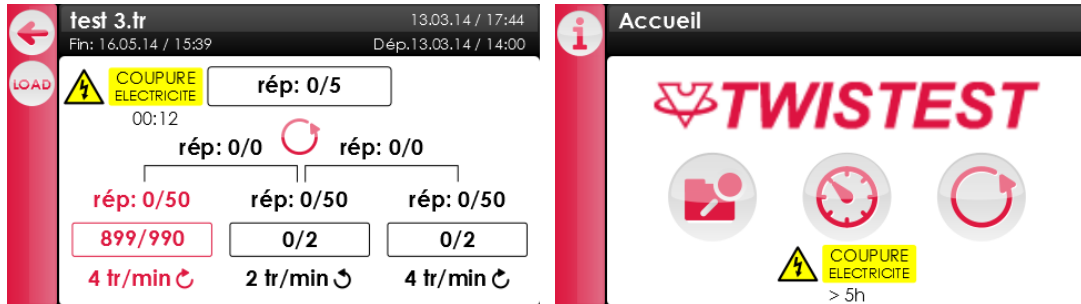 test 3.tr
13.03.14 / 17:44
Fin: 16.05.14 / 15:39
Dép.13.03.14 / 14:00
LOAD
COUPURE
ELECTRICITE
00:12
rép: 0/5
rép: 0/0
rép: 0/0
rép: 0/50
rép: 0/50
rép: 0/50
899/990
0/2
0/2
4 tr/min
2 tr/min
4 tr/min
i
Accueil
TWISTEST
COUPURE
ELECTRICITE
> 5h